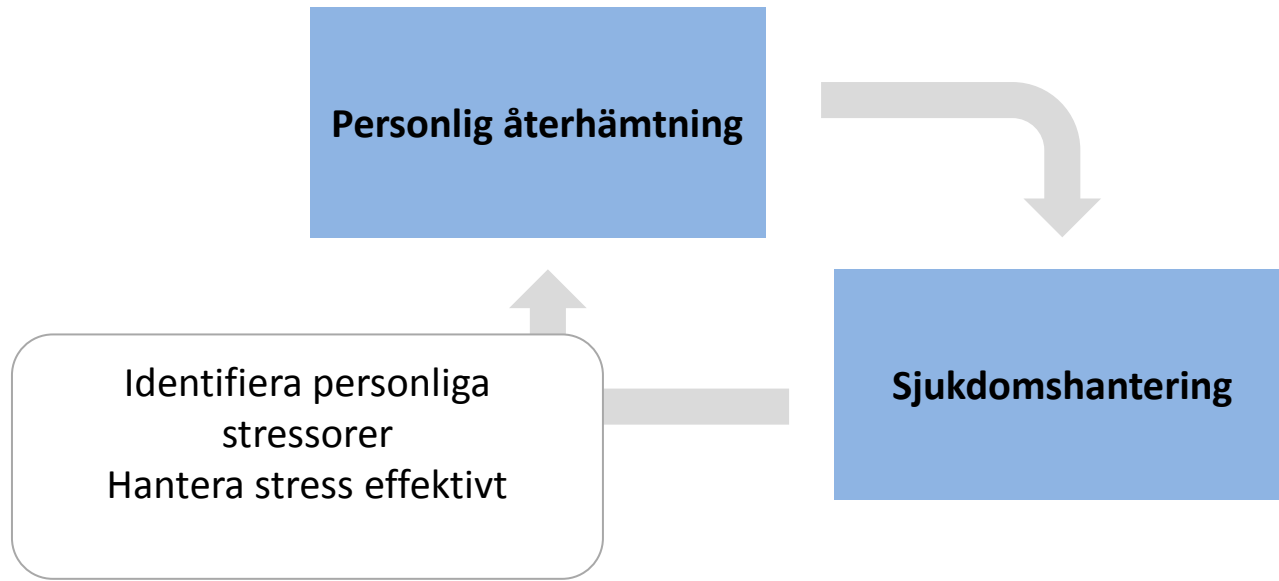 Personlig återhämtning
Sjukdomshantering
Identifiera personliga
stressorer
Hantera stress effektivt